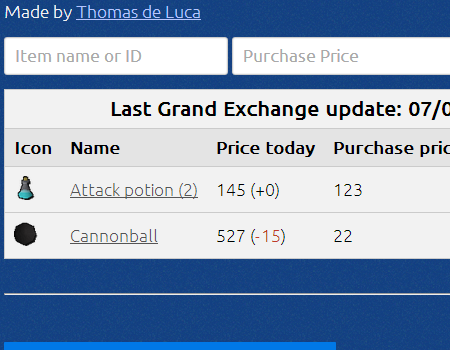 Made by Thomas de Luca
Item name or ID Purchase Price
Last Grand Exchange update: 07/0
Icon Name Price today Purchase pric
Attack potion (2) 145 (+0) 123
Cannonball 527 (-15) 22